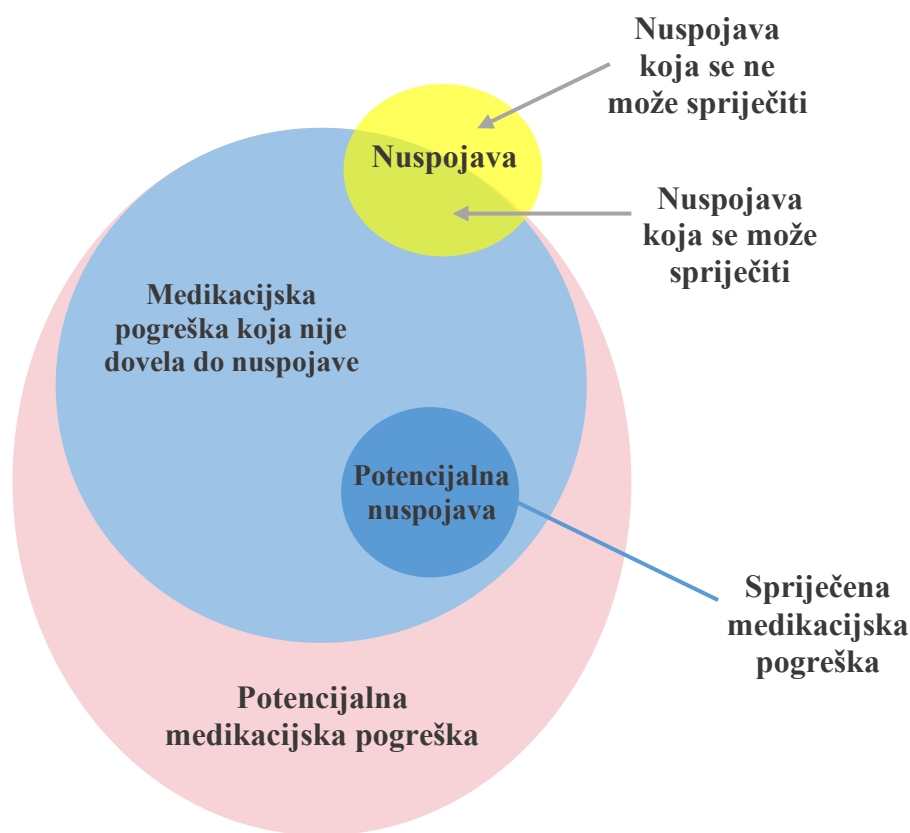 Nuspojava
koja se ne
može spriječiti
Nuspojava
Nuspojava
koja se može
spriječiti
Medikacijska
pogreška koja nije
dovela do nuspojave
Potencijalna
nuspojava
Spriječena
medikacijska
pogreška
Potencijalna
medikacijska pogreška